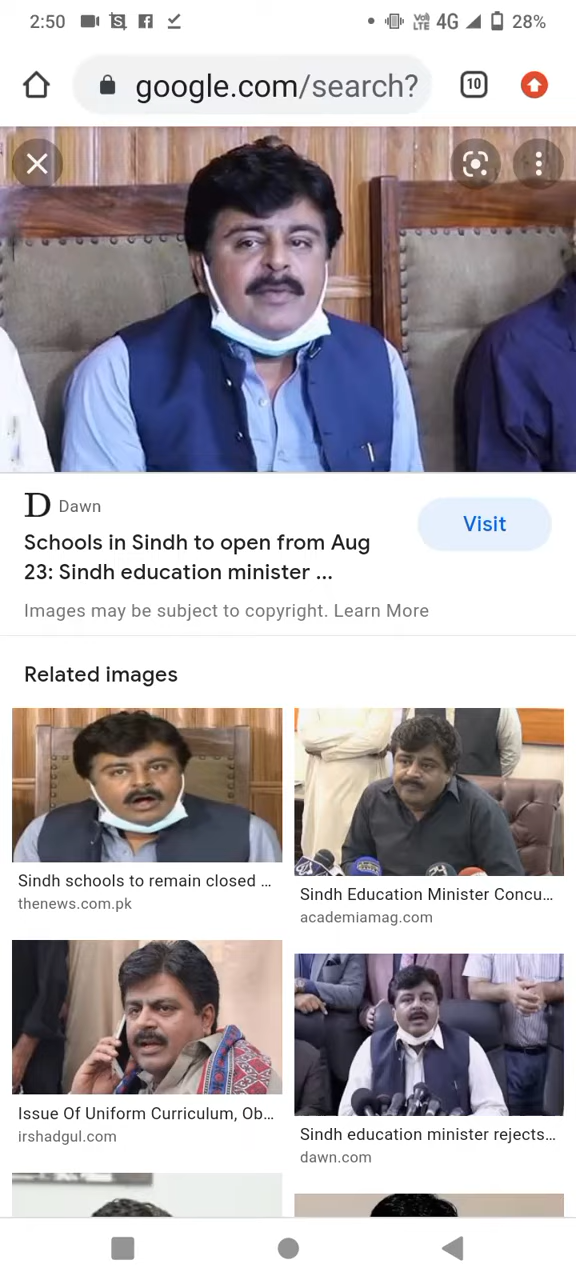 2:50
Vo)
LTE
4G
28%
google.com/search?
10
D Dawn
Visit
Schools in Sindh to open from Aug
23: Sindh education minister ...
Images may be subject to copyright. Learn More
Related images
Sindh schools to remain closed ...
thenews.com.pk
Sindh Education Minister Concu...
academiamag.com
Issue Of Uniform Curriculum, Ob...
irshadgul.com
Sindh education minister rejects...
dawn.com